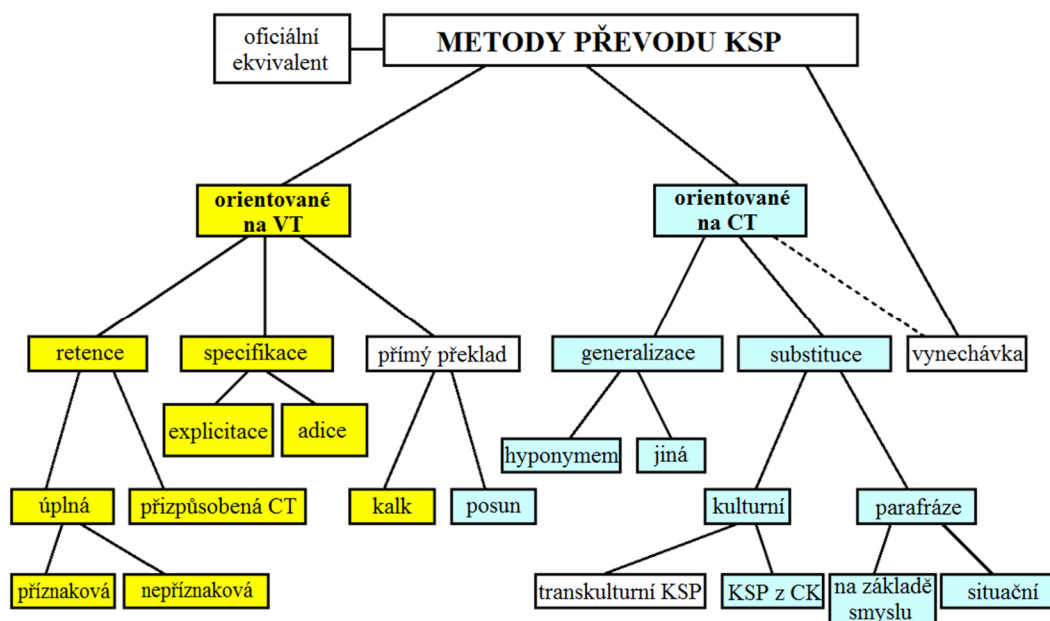 oficiální
ekvivalent
METODY PŘEVODU KSP
orientované
na VT
orientované
na CT
retence
specifikace
přímý překlad
generalizace
substituce
vynechávka
explicitace
adice
hyponymem
jiná
úplná
přizpůsobená CT
kalk
posun
kulturní
parafráze
příznaková
nepříznaková
transkulturní KSP
KSP z CK
na základě
smyslu
situační